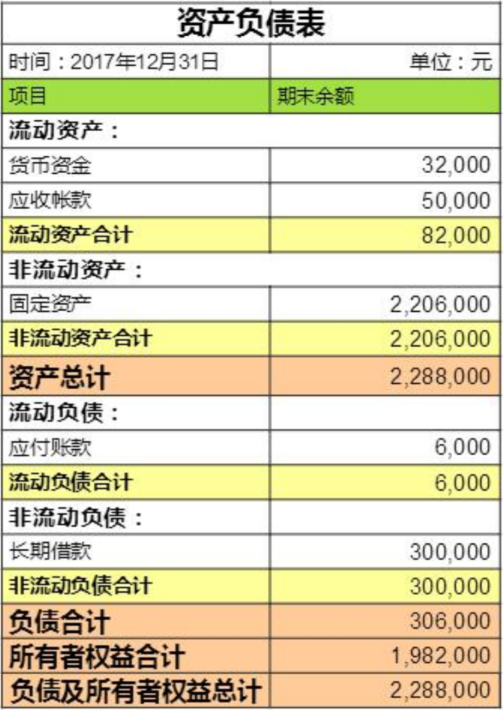 资产负债表
时间：2017年12月31日 单位：元
项目 期末余额
流动资产：
货币资金 32,000
应收帐款 50,000
流动资产合计 82,000
非流动资产：
固定资产 2,206,000
非流动资产合计 2,206,000
资产总计 2,288,000
流动负债：
应付账款 6,000
流动负债合计 6,000
非流动负债：
长期借款 300,000
非流动负债合计 300,000
负债合计 306,000
所有者权益合计 1,982,000
负债及所有者权益总计 2,288,000